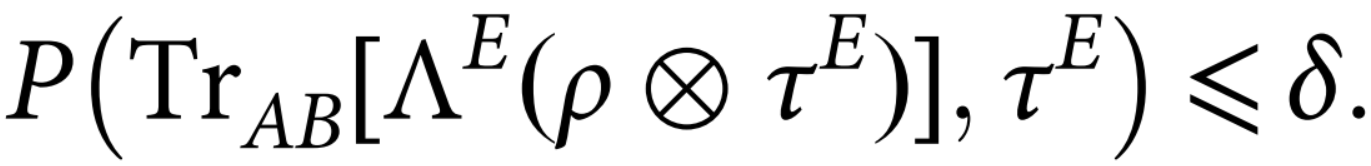 P(Tr_{AB}[Λ^E(ρ ⊗ τ^E)], τ^E) ⩽ δ.